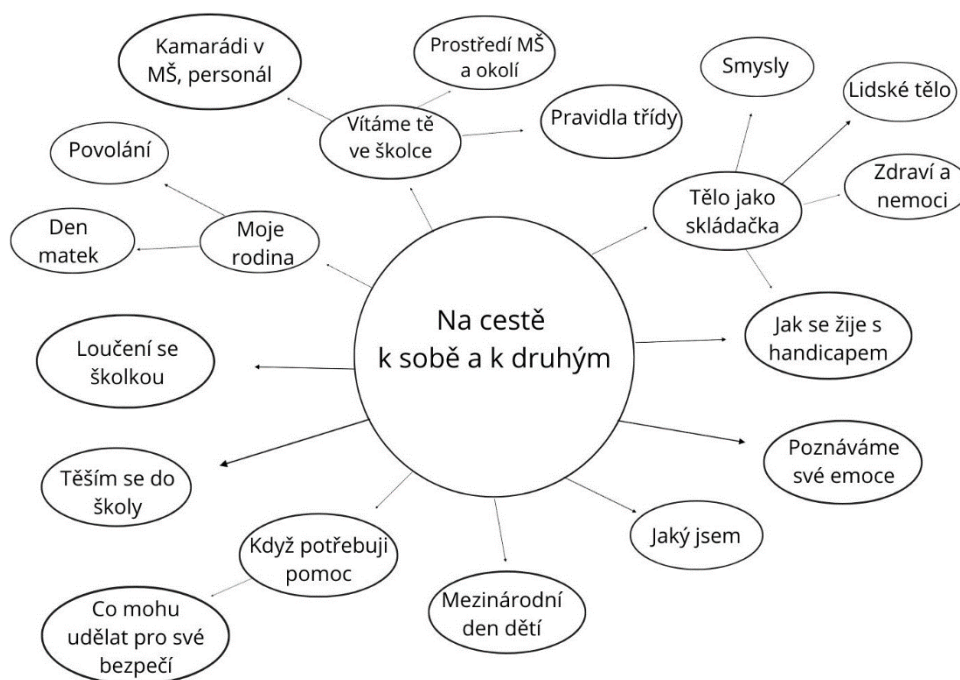 Kamarádi v
MŠ, personál
Prostředí MŠ
a okolí
Smysly
Lidské tělo
Povolání
Vítáme tě
ve školce
Pravidla třídy
Tělo jako
skládačka
Zdraví a
nemoci
Den
matek
Moje
rodina
Na cestě
k sobě a k druhým
Jak se žije s
handicapem
Loučení se
školkou
Poznáváme
své emoce
Těším se do
školy
Když potřebuji
pomoc
Jaký jsem
Mezinárodní
den dětí
Co mohu
udělat pro své
bezpečí